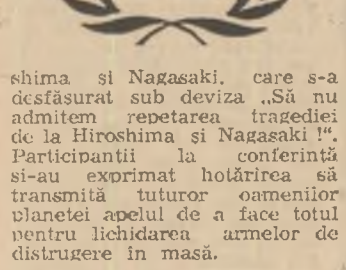 shima și Nagasaki, care s-a
desfășurat sub deviza „Să nu
admitem repetarea tragediei
de la Hiroshima și Nagasaki !“.
Participanții la conferință
și-au exprimat hotărîrea să
transmită tuturor oamenilor
planetei apelul de a face totul
pentru lichidarea armelor de
distrugere în masă.